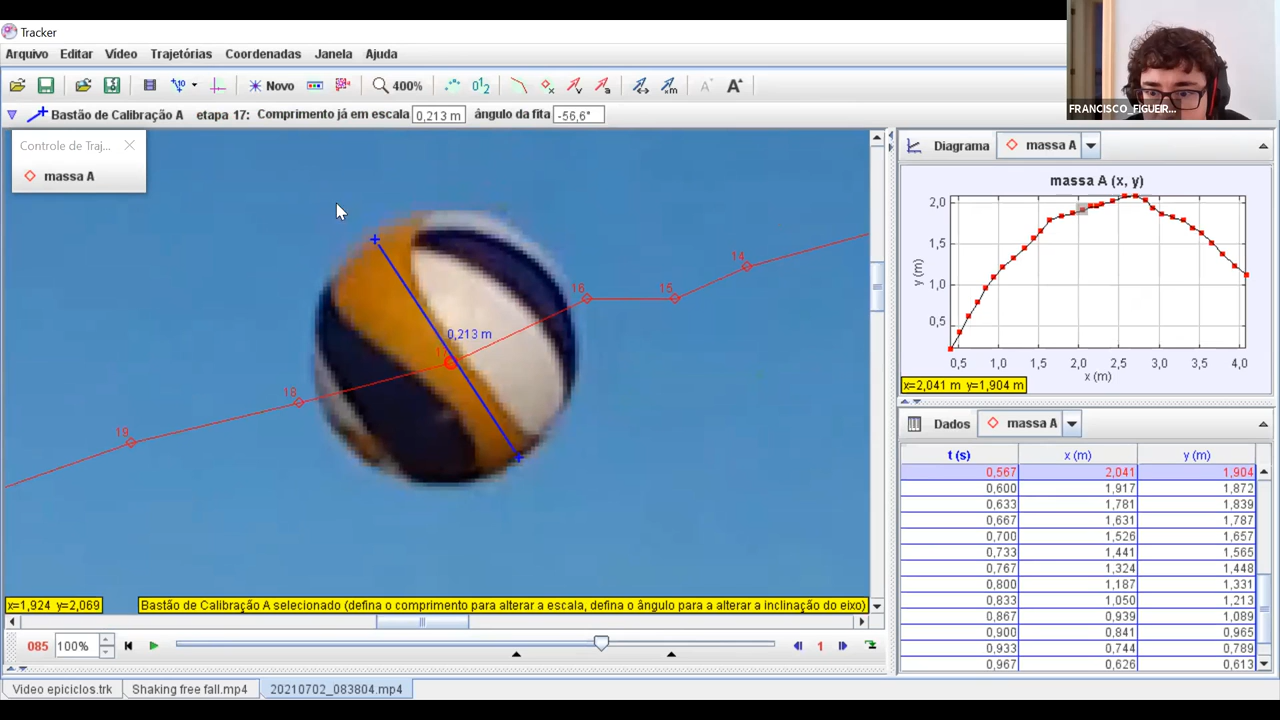 Tracker
Arquivo Editar Vídeo Trajetórias Coordenadas Janela Ajuda
Novo 400%
Bastão de Calibração A etapa 17: Comprimento já em escala 0,213 m ângulo da fita -56,6°
FRANCISCO_FIGUER...
Controle de Traj...
massa A
14
15
16
0,213 m
18
19
x=1,924 y=2,069
Bastão de Calibração A selecionado (defina o comprimento para alterar a escala, defina o ângulo para a alterar a inclinação do eixo)
085 100% 1
Vídeo epiciclos.trk Shaking free fall.mp4 20210702_083804.mp4
Diagrama massa A
massa A (x, y)
2,0
1,5
1,0
0,5
y (m)
0,5 1,0 1,5 2,0 2,5 3,0 3,5 4,0
x (m)
x=2,041 m y=1,904 m
Dados massa A
t (s) x (m) y (m)
0,567 2,041 1,904
0,600 1,917 1,872
0,633 1,781 1,839
0,667 1,631 1,787
0,700 1,526 1,657
0,733 1,441 1,565
0,767 1,324 1,448
0,800 1,187 1,331
0,833 1,050 1,213
0,867 0,939 1,089
0,900 0,841 0,965
0,933 0,744 0,789
0,967 0,626 0,613